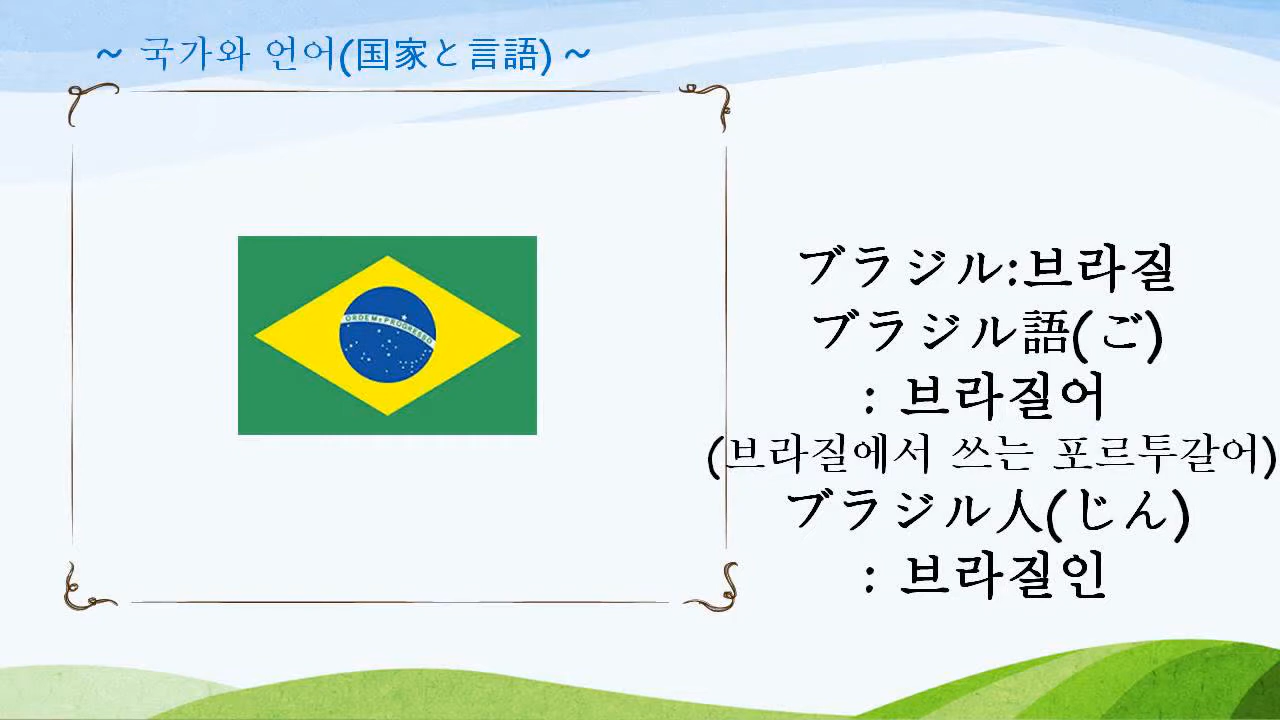 ~ 국가와 언어(国家と言語) ~
ORDEM E PROGRESSO
ブラジル:브라질
ブラジル語(ご)
: 브라질어
(브라질에서 쓰는 포르투갈어)
ブラジル人(じん)
: 브라질인